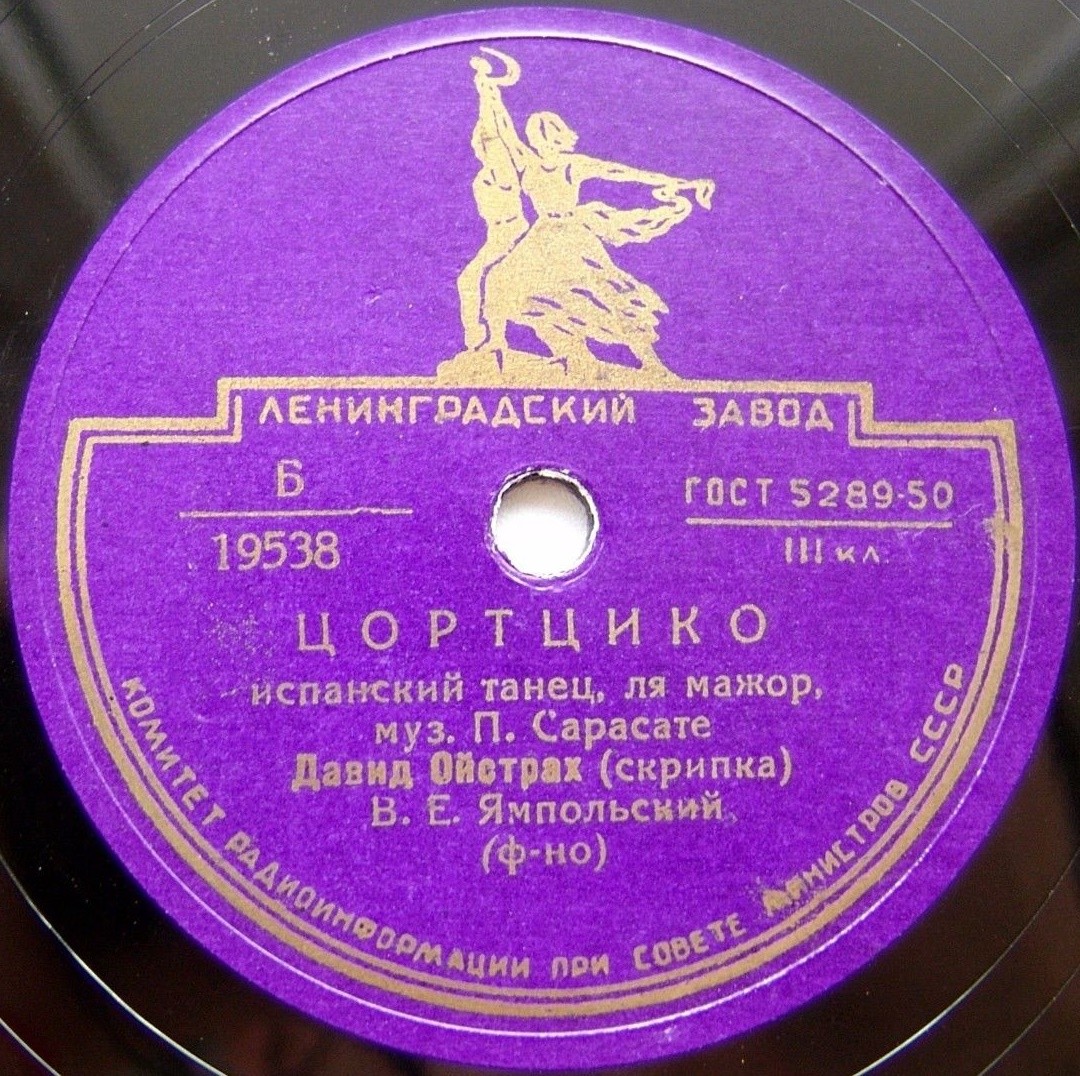 ЛЕНИНГРАДСКИЙ ЗАВОД
Б
19538
ГОСТ 5289-50
III кл.
ЦОРТЦИКО
испанский танец, ля мажор,
муз. П. Сарасате
Давид Ойстрах (скрипка)
В. Е. Ямпольский
(ф-но)
КОМИТЕТ РАДИОИНФОРМАЦИИ ПРИ СОВЕТЕ МИНИСТРОВ СССР